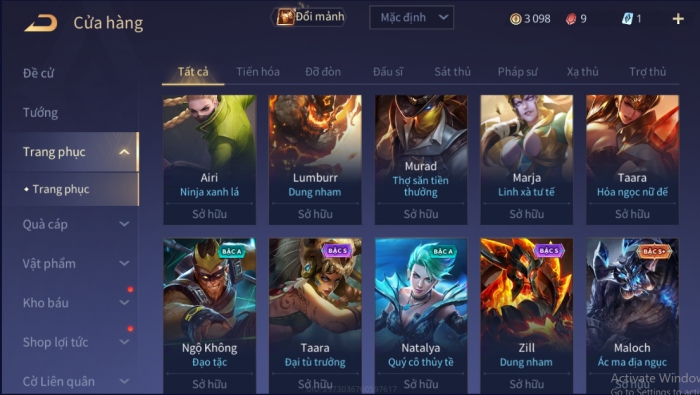 Cửa hàng
Đổi mảnh
Mặc định
3 098
9
1
Tất cả
Tiến hóa
Đỡ đòn
Đấu sĩ
Sát thủ
Pháp sư
Xạ thủ
Trợ thủ
Đề cử
Tướng
Trang phục
Trang phục
Quà cáp
Vật phẩm
Kho báu
Shop lợi tức
Cờ Liên quân
Airi
Ninja xanh lá
Sở hữu
Lumburr
Dung nham
Sở hữu
Murad
Thợ săn tiền
thưởng
Sở hữu
Marja
Linh xà tư tế
Sở hữu
Taara
Hỏa ngọc nữ đế
Sở hữu
BẬC A
Ngộ Không
Đạo tặc
Sở hữu
BẬC S
Taara
Đại tù trưởng
Sở hữu
BẬC A
Natalya
Quý cô thủy tề
Sở hữu
BẬC S
Zill
Dung nham
Sở hữu
BẬC S+
Maloch
Ác ma địa ngục
Sở hữu
Activate Window
Go to Settings to acti